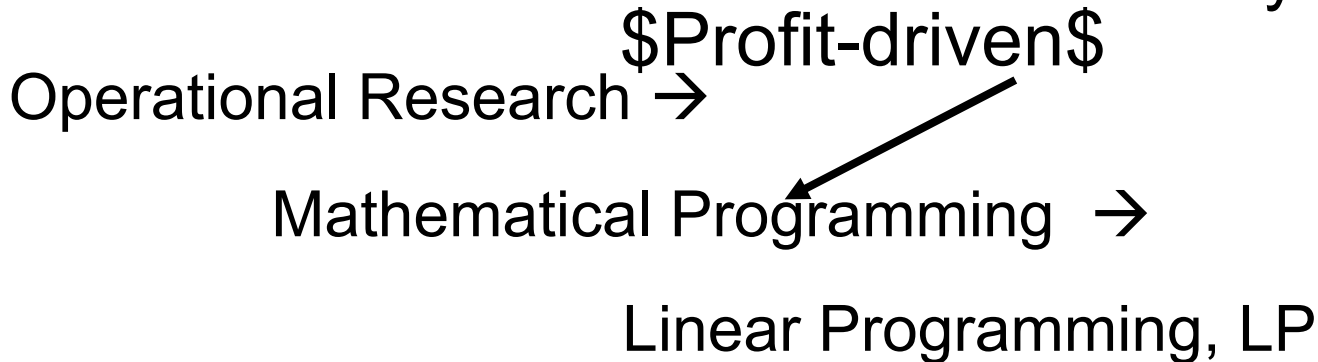 $Profit-driven$
Operational Research →
Mathematical Programming →
Linear Programming, LP